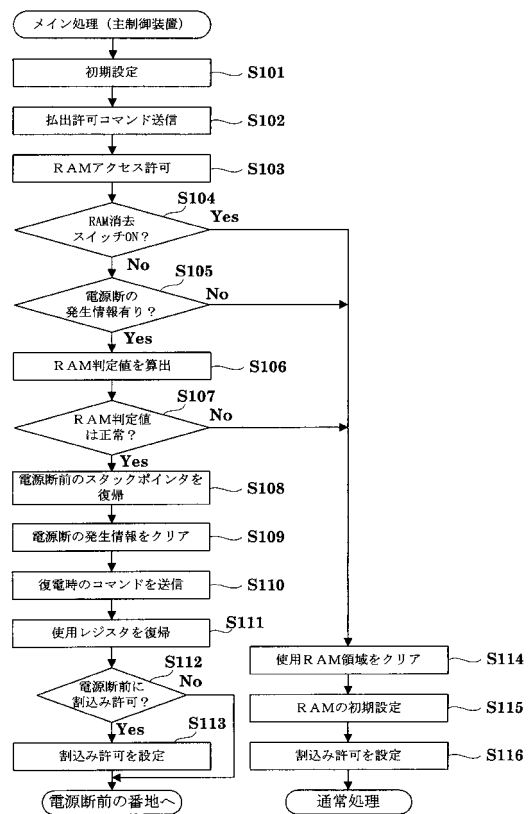 メイン処理（主制御装置）
初期設定
S101
払出許可コマンド送信
S102
ＲＡＭアクセス許可
S103
S104
RAM消去
スイッチON？
Yes
No
S105
電源断の
発生情報有り？
No
Yes
ＲＡＭ判定値を算出
S106
S107
ＲＡＭ判定値
は正常？
No
Yes
電源断前のスタックポインタを
復帰
S108
電源断の発生情報をクリア
S109
復電時のコマンドを送信
S110
使用レジスタを復帰
S111
S112
電源断前に
割込み許可？
No
Yes
S113
割込み許可を設定
電源断前の番地へ
使用ＲＡＭ領域をクリア
S114
ＲＡＭの初期設定
S115
割込み許可を設定
S116
通常処理